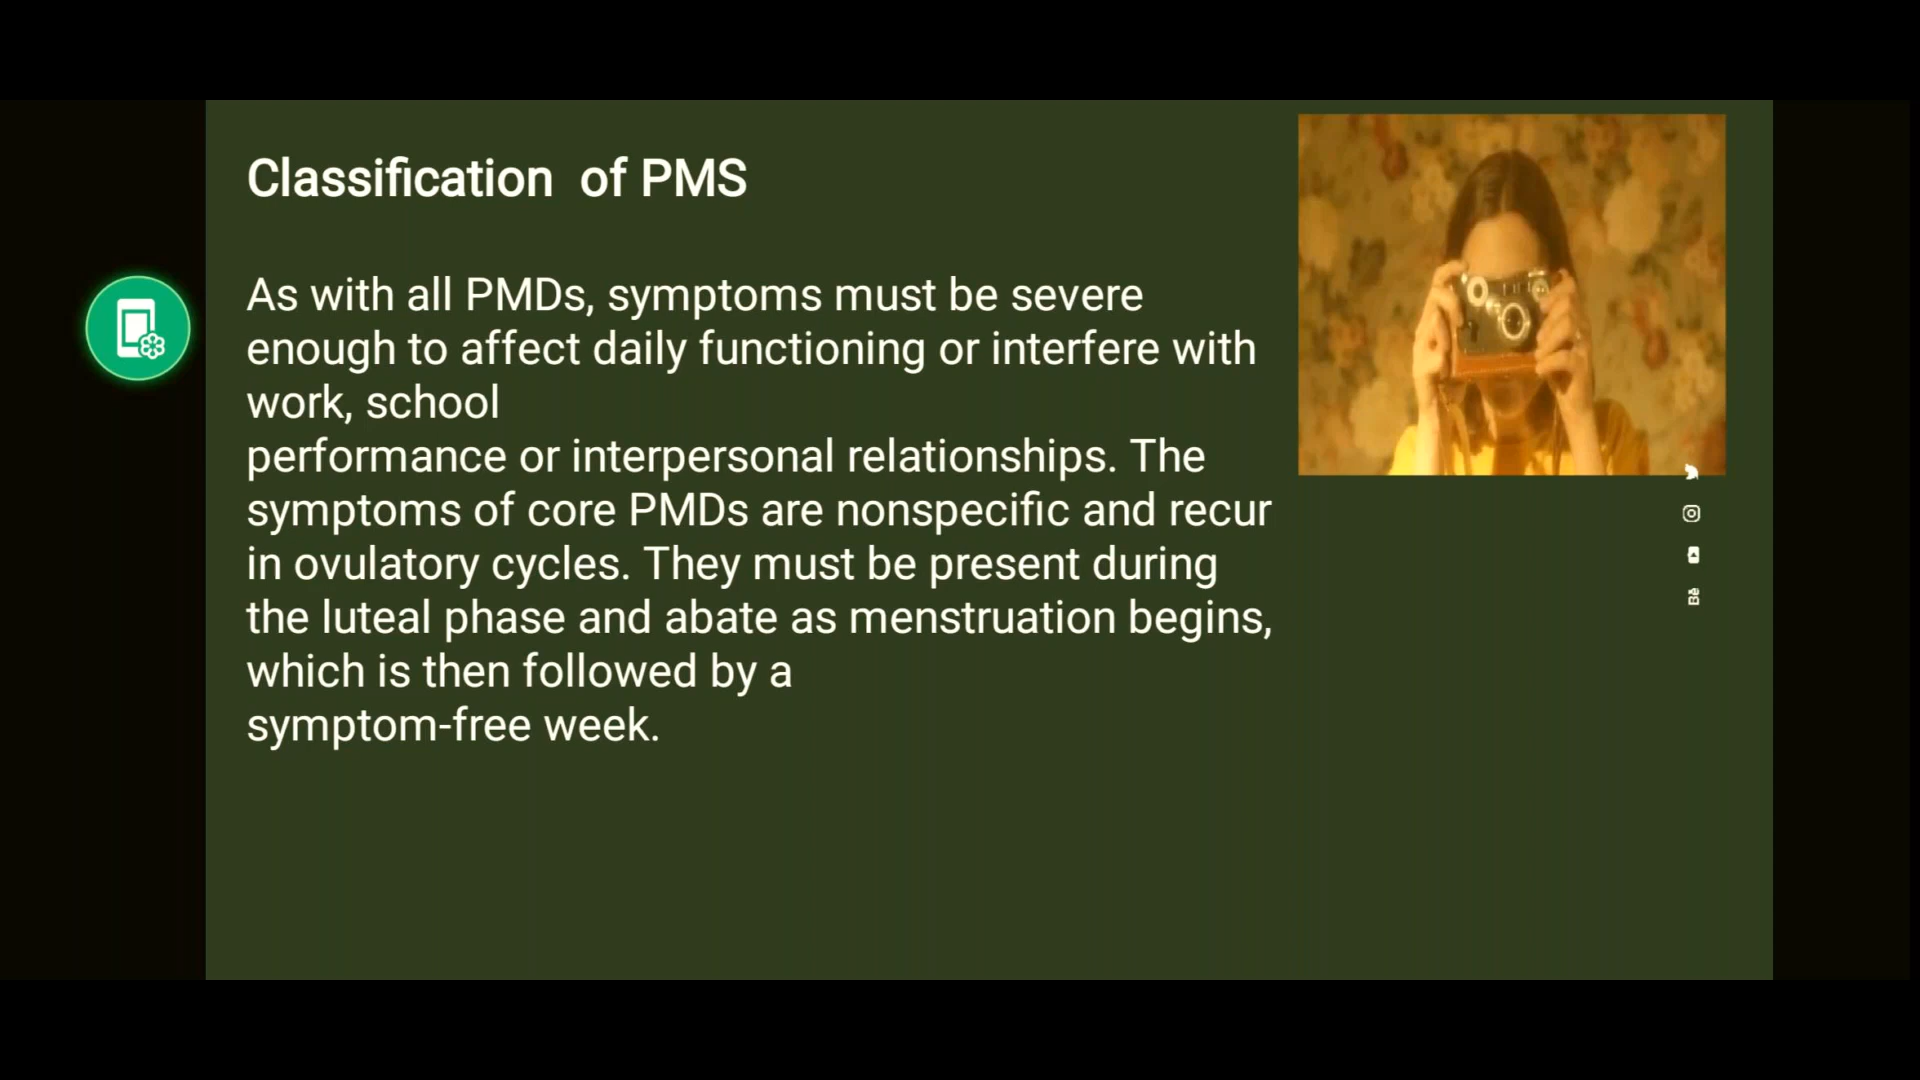 Classification of PMS
As with all PMDs, symptoms must be severe
enough to affect daily functioning or interfere with
work, school
performance or interpersonal relationships. The
symptoms of core PMDs are nonspecific and recur
in ovulatory cycles. They must be present during
the luteal phase and abate as menstruation begins,
which is then followed by a
symptom-free week.
Bē